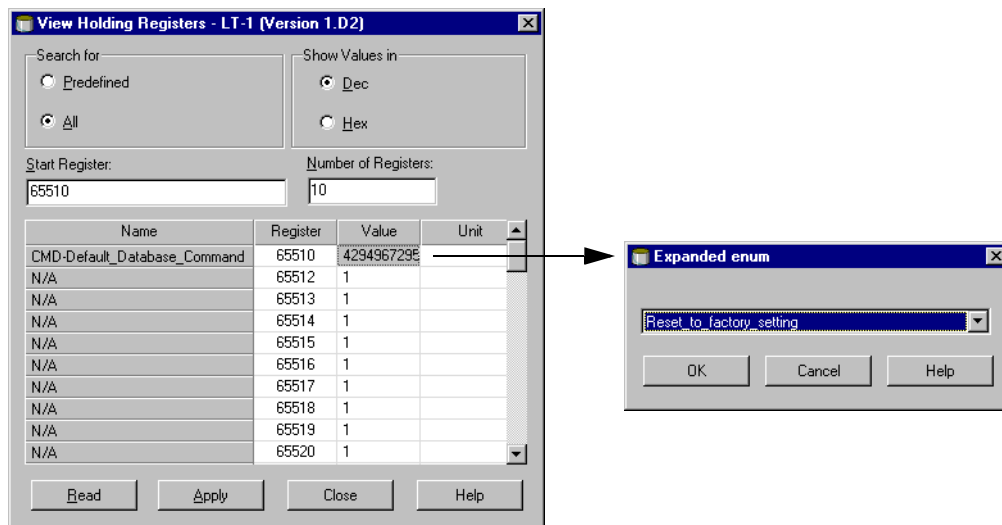 View Holding Registers - LT-1 (Version 1.D2)
Search for
Predefined
All
Show Values in
Dec
Hex
Start Register:
65510
Number of Registers:
10
Name Register Value Unit
CMD-Default_Database_Command 65510 4294967295
N/A 65512 1
N/A 65513 1
N/A 65514 1
N/A 65515 1
N/A 65516 1
N/A 65517 1
N/A 65518 1
N/A 65519 1
N/A 65520 1
Read Apply Close Help
Expanded enum
Reset_to_factory_setting
OK Cancel Help